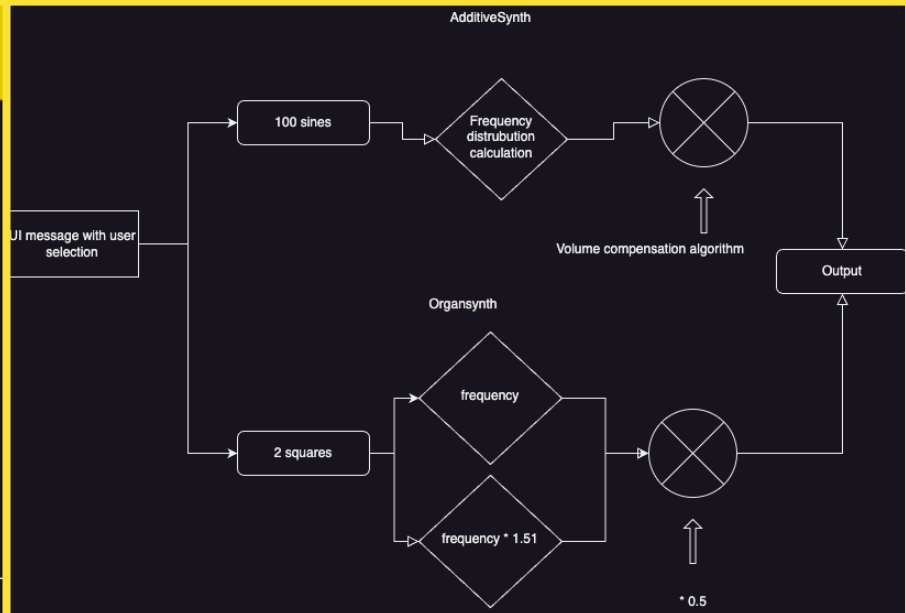 AdditiveSynth
100 sines
Frequency
distrubution
calculation
UI message with user
selection
Volume compensation algorithm
Output
Organsynth
frequency
2 squares
frequency * 1.51
* 0.5